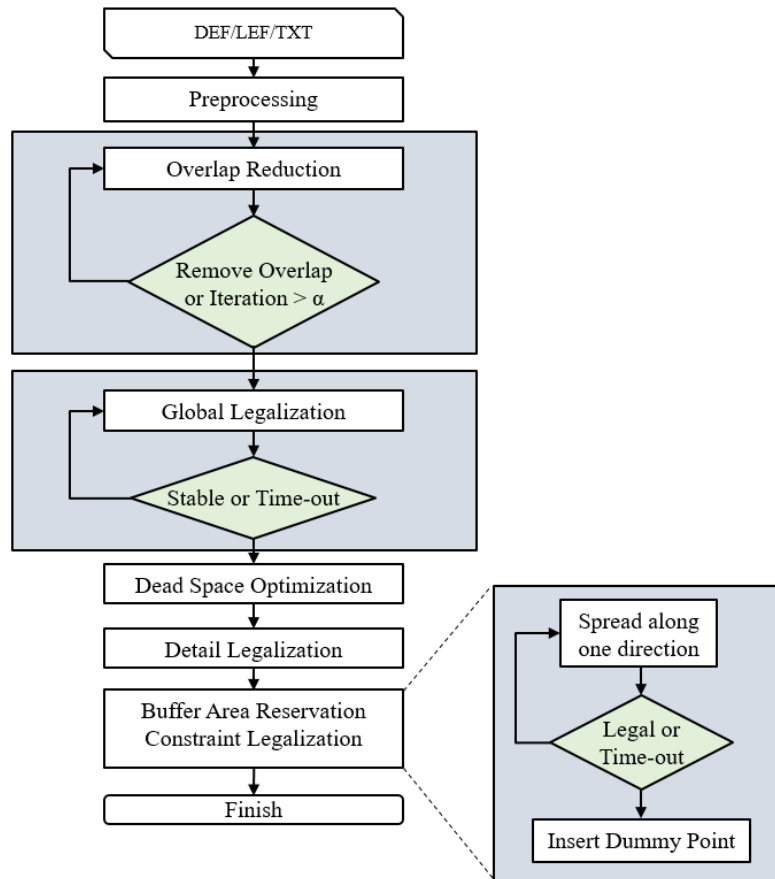 DEF/LEF/TXT
Preprocessing
Overlap Reduction
Remove Overlap
or Iteration > α
Global Legalization
Stable or Time-out
Dead Space Optimization
Detail Legalization
Buffer Area Reservation
Constraint Legalization
Finish
Spread along
one direction
Legal or
Time-out
Insert Dummy Point